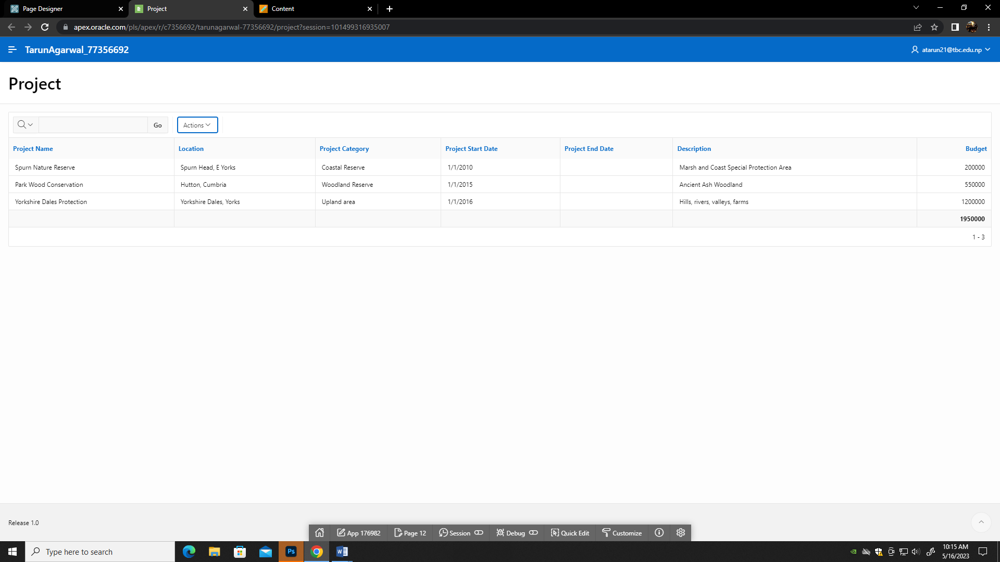 Page Designer
Project
Content
apex.oracle.com/pls/apex/r/c7356692/tarunagarwal-77356692/project?session=101499316935007
TarunAgarwal_77356692
atarun21@tbc.edu.np
Project
Go
Actions
Project Name Location Project Category Project Start Date Project End Date Description Budget
Spurn Nature Reserve Spurn Head, E Yorks Coastal Reserve 1/1/2010 Marsh and Coast Special Protection Area 200000
Park Wood Conservation Hutton, Cumbria Woodland Reserve 1/1/2015 Ancient Ash Woodland 550000
Yorkshire Dales Protection Yorkshire Dales, Yorks Upland area 1/1/2016 Hills, rivers, valleys, farms 1200000
1950000
1 - 3
Release 1.0
App 176982 Page 12 Session Debug Quick Edit Customize
Type here to search
Ps
W
10:15 AM
5/16/2023